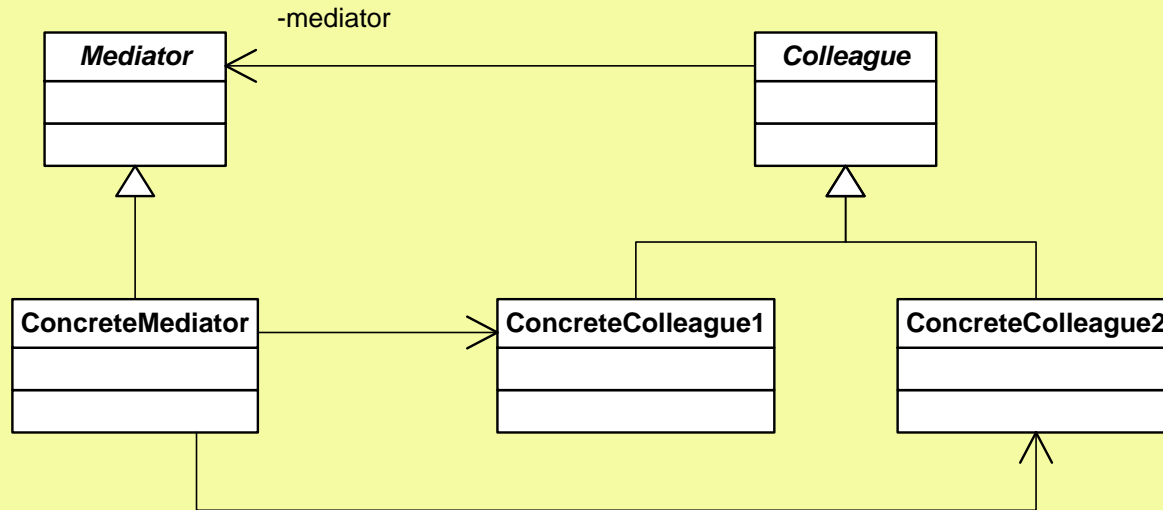 -mediator
Mediator
Colleague
ConcreteMediator
ConcreteColleague1
ConcreteColleague2